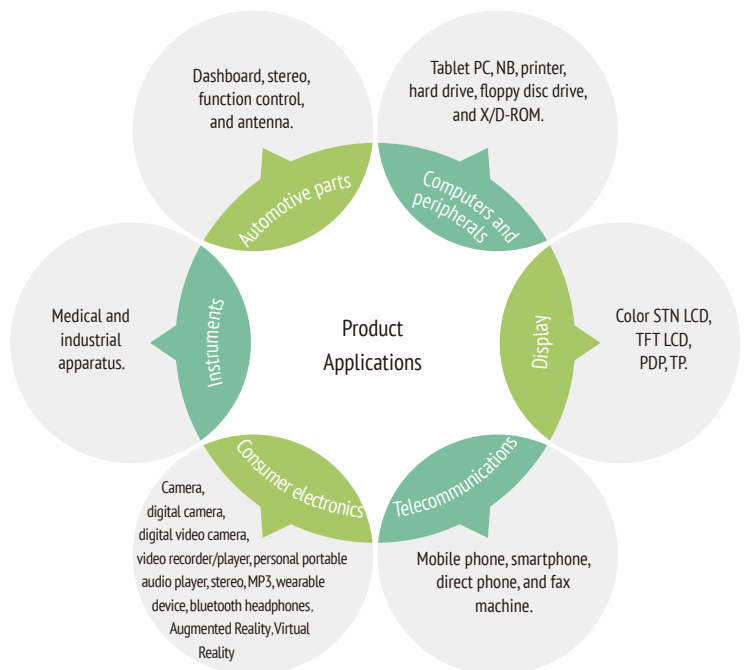 Dashboard, stereo,
function control,
and antenna.
Automotive parts
Tablet PC, NB, printer,
hard drive, floppy disc drive,
and X/D-ROM.
Computers and
peripherals
Medical and
industrial
apparatus.
Instruments
Product
Applications
Display
Color STN LCD,
TFT LCD,
PDP, TP.
Consumer electronics
Camera,
digital camera,
digital video camera,
video recorder/player, personal portable
audio player, stereo, MP3, wearable
device, bluetooth headphones,
Augmented Reality, Virtual
Reality
Telecommunications
Mobile phone, smartphone,
direct phone, and fax
machine.